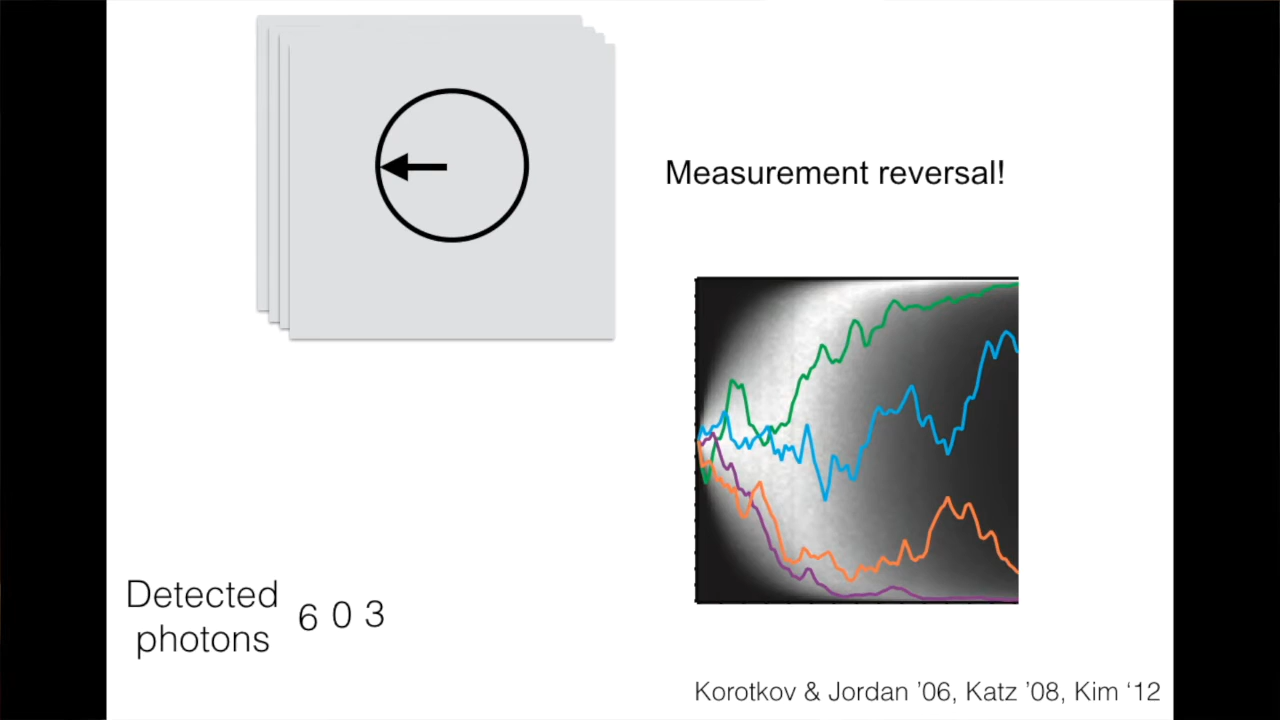 Measurement reversal!
Detected
photons
6 0 3
Korotkov & Jordan ’06, Katz ’08, Kim ‘12